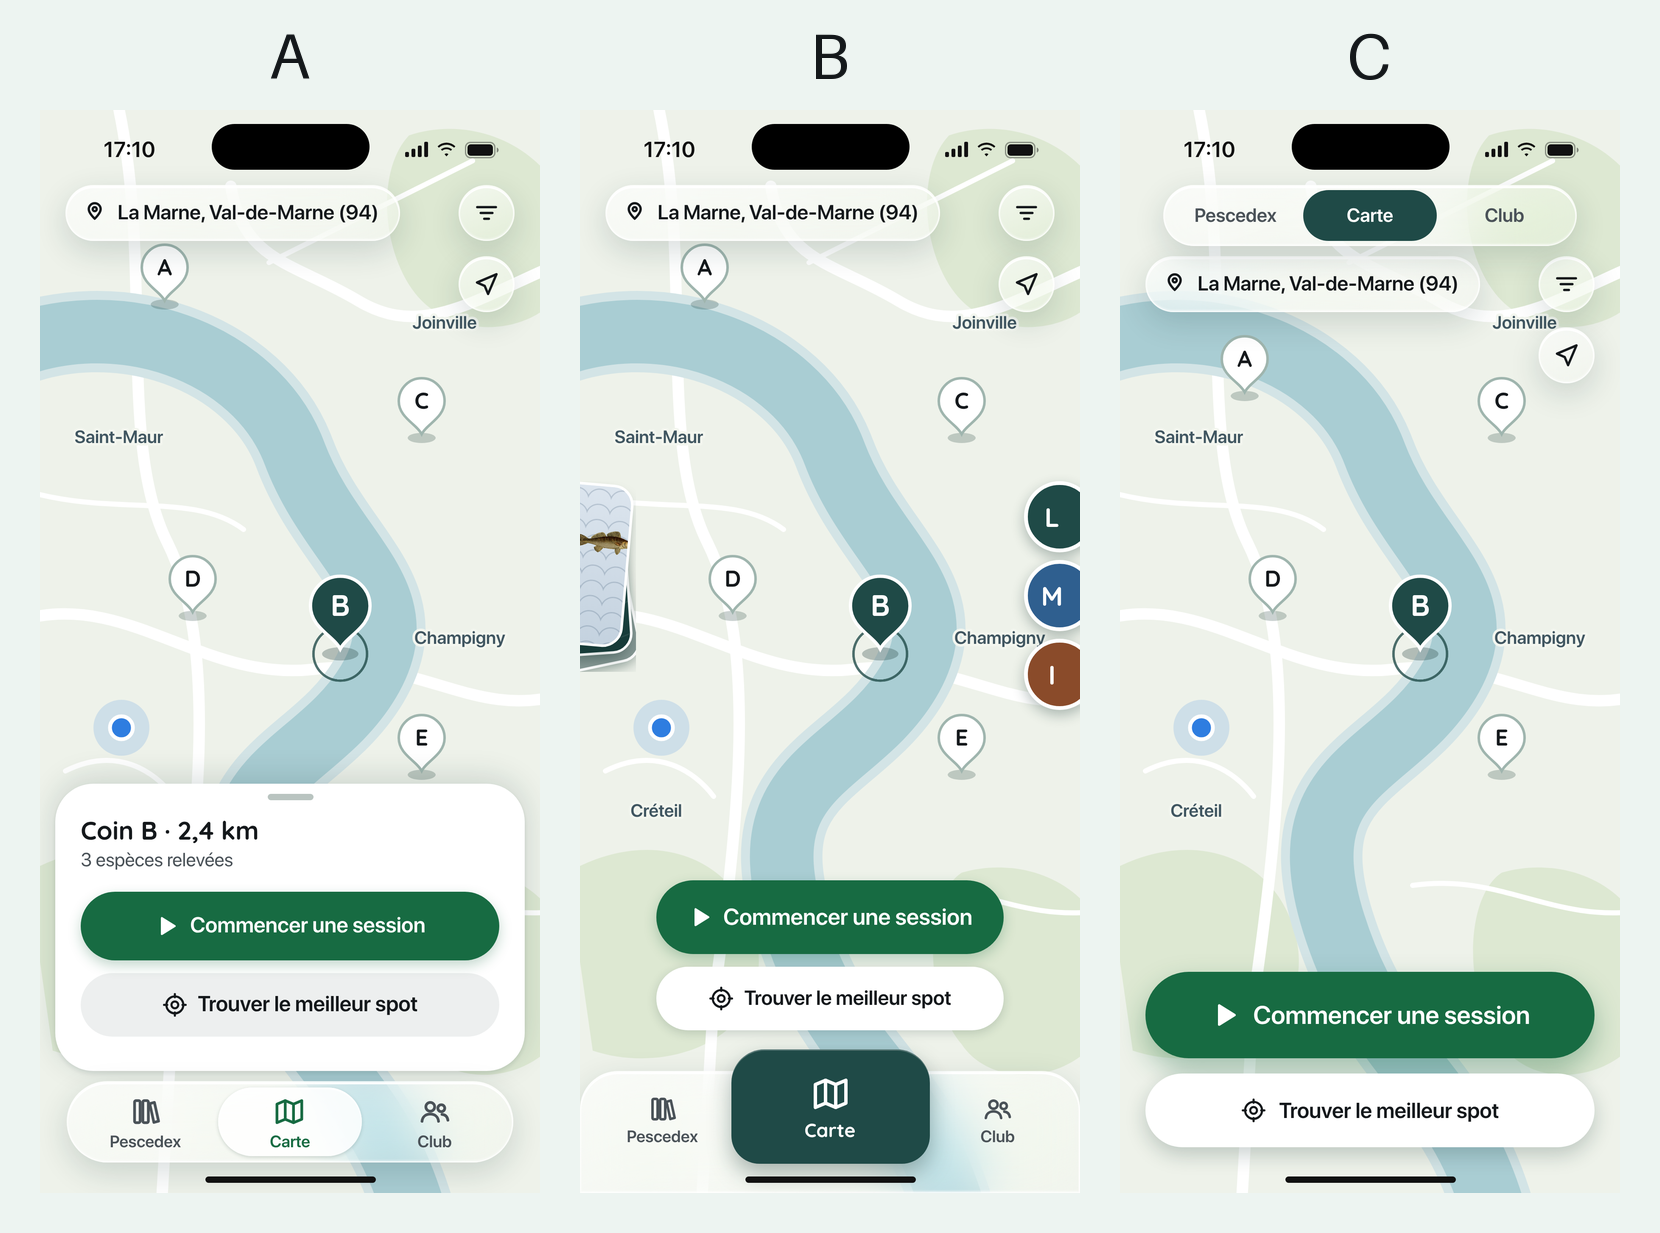 A
17:10
La Marne, Val-de-Marne (94)
A
Joinville
C
Saint-Maur
D
B
Champigny
E
Coin B · 2,4 km
3 espèces relevées
Commencer une session
Trouver le meilleur spot
Pescedex
Carte
Club
B
17:10
La Marne, Val-de-Marne (94)
A
Joinville
C
Saint-Maur
L
D
M
B
Champigny
I
E
Créteil
Commencer une session
Trouver le meilleur spot
Pescedex
Carte
Club
C
17:10
Pescedex
Carte
Club
La Marne, Val-de-Marne (94)
Joinville
A
C
Saint-Maur
D
B
Champigny
E
Créteil
Commencer une session
Trouver le meilleur spot